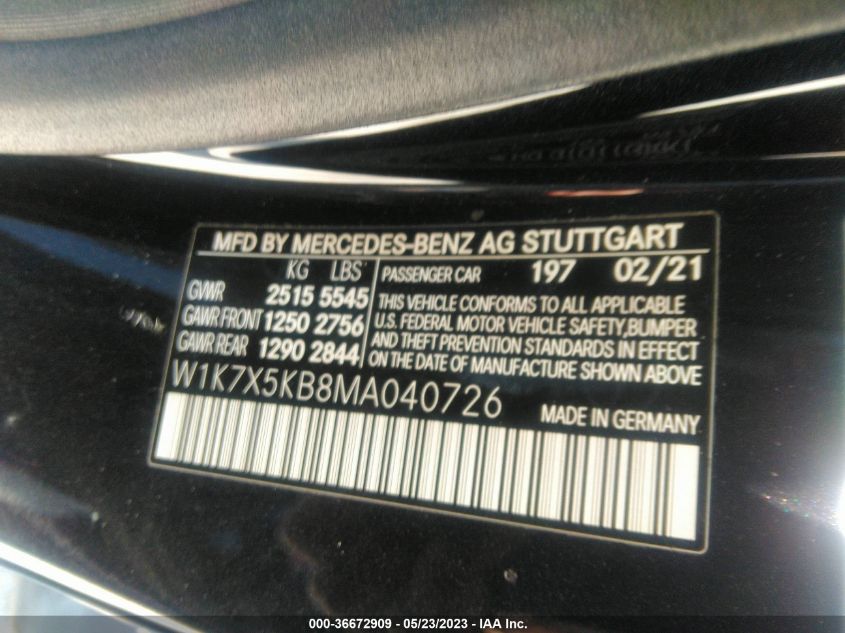 MFD BY MERCEDES-BENZ AG STUTTGART
KG LBS
GVWR 2515 5545
GAWR FRONT 1250 2756
GAWR REAR 1290 2844
PASSENGER CAR 197 02/21
THIS VEHICLE CONFORMS TO ALL APPLICABLE
U.S. FEDERAL MOTOR VEHICLE SAFETY,BUMPER
AND THEFT PREVENTION STANDARDS IN EFFECT
ON THE DATE OF MANUFACTURE SHOWN ABOVE
W1K7X5KB8MA040726
MADE IN GERMANY
000-36672909 - 05/23/2023 - IAA Inc.